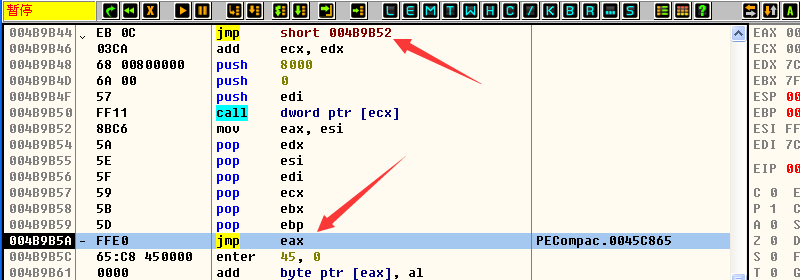 暂停 L E M T W H C / K B R ... S ?
004B9B44 EB 0C jmp short 004B9B52 EAX 00
004B9B46 03CA add ecx, edx ECX 00
004B9B48 68 00800000 push 8000 EDX 7C
004B9B4D 6A 00 push 0 EBX 7F
004B9B4F 57 push edi ESP 00
004B9B50 FF11 call dword ptr [ecx] EBP 00
004B9B52 8BC6 mov eax, esi ESI FF
004B9B54 5A pop edx EDI 7C
004B9B55 5E pop esi
004B9B56 5F pop edi EIP 00
004B9B57 59 pop ecx
004B9B58 5B pop ebx C 0 E
004B9B59 5D pop ebp P 1 C
004B9B5A - FFE0 jmp eax PECompac.0045C865 A 0 S
004B9B5C 65:C8 450000 enter 45, 0 Z 0 D
004B9B61 0000 add byte ptr [eax], al S 0 F